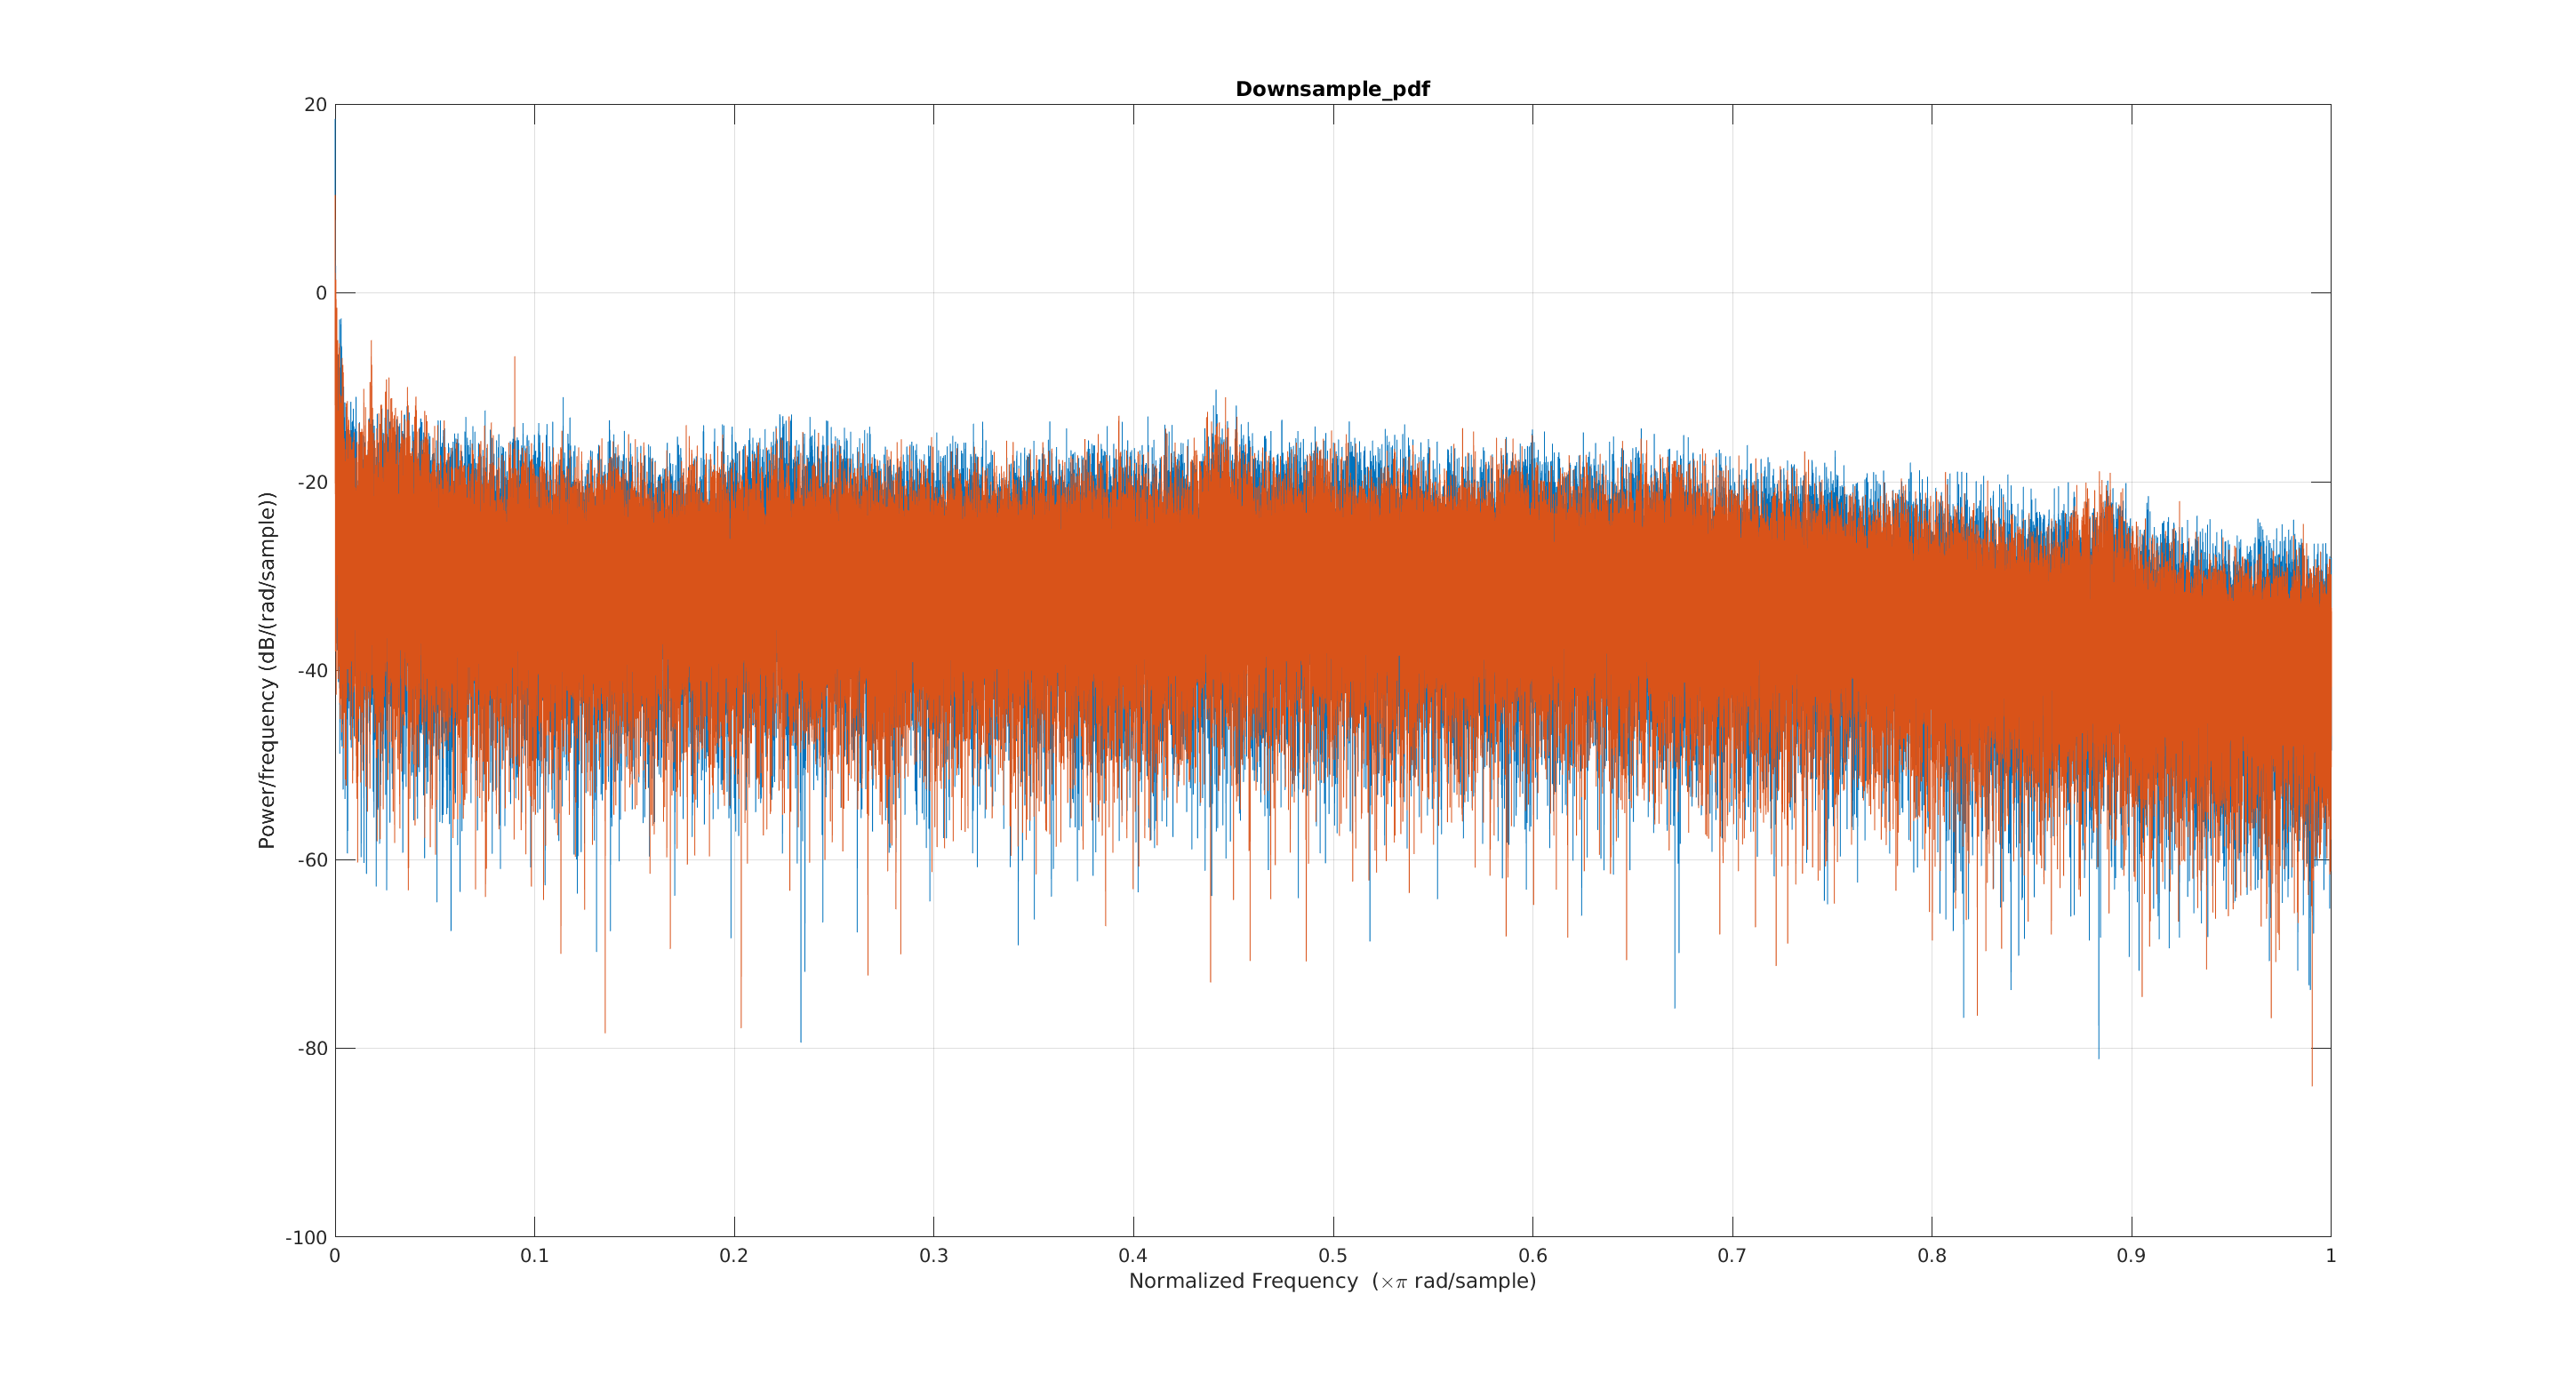 Downsample_pdf
20
0
-20
-40
-60
-80
-100
Power/frequency (dB/(rad/sample))
0 0.1 0.2 0.3 0.4 0.5 0.6 0.7 0.8 0.9 1
Normalized Frequency (×π rad/sample)